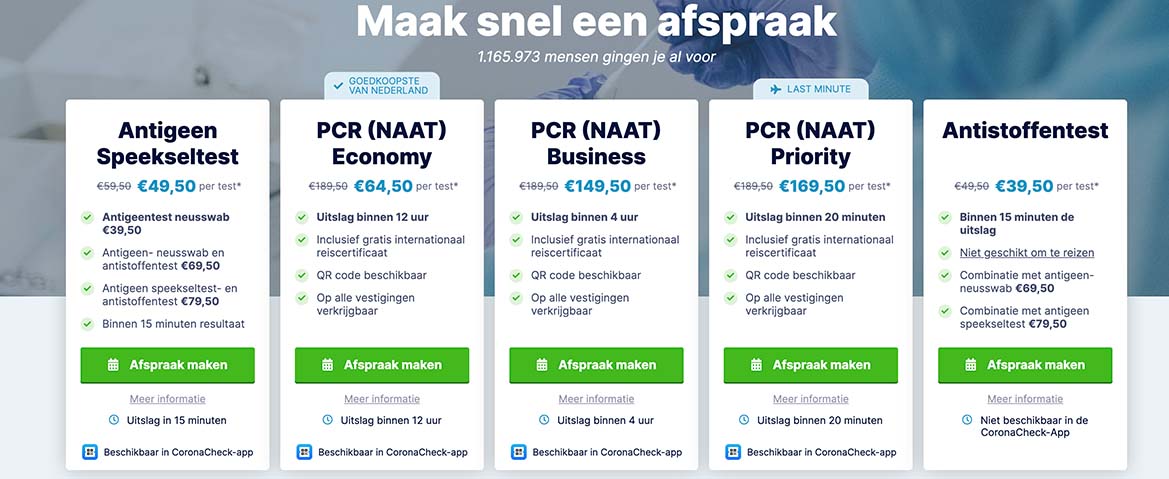 Maak snel een afspraak
1.165.973 mensen gingen je al voor
Antigeen
Speekseltest
€59,50 €49,50 per test*
Antigeentest neusswab
€39,50
Antigeen- neusswab en
antistoffentest €69,50
Antigeen speekseltest- en
antistoffentest €79,50
Binnen 15 minuten resultaat
Afspraak maken
Meer informatie
Uitslag in 15 minuten
Beschikbaar in CoronaCheck-app
GOEDKOOPSTE
VAN NEDERLAND
PCR (NAAT)
Economy
€189,50 €64,50 per test*
Uitslag binnen 12 uur
Inclusief gratis internationaal
reiscertificaat
QR code beschikbaar
Op alle vestigingen
verkrijgbaar
Afspraak maken
Meer informatie
Uitslag binnen 12 uur
Beschikbaar in CoronaCheck-app
PCR (NAAT)
Business
€189,50 €149,50 per test*
Uitslag binnen 4 uur
Inclusief gratis internationaal
reiscertificaat
QR code beschikbaar
Op alle vestigingen
verkrijgbaar
Afspraak maken
Meer informatie
Uitslag binnen 4 uur
Beschikbaar in CoronaCheck-app
LAST MINUTE
PCR (NAAT)
Priority
€189,50 €169,50 per test*
Uitslag binnen 20 minuten
Inclusief gratis internationaal
reiscertificaat
QR code beschikbaar
Op alle vestigingen
verkrijgbaar
Afspraak maken
Meer informatie
Uitslag binnen 20 minuten
Beschikbaar in CoronaCheck-app
Antistoffentest
€49,50 €39,50 per test*
Binnen 15 minuten de
uitslag
Niet geschikt om te reizen
Combinatie met antigeen-
neusswab €69,50
Combinatie met antigeen
speekseltest €79,50
Afspraak maken
Meer informatie
Niet beschikbaar in de
CoronaCheck-App